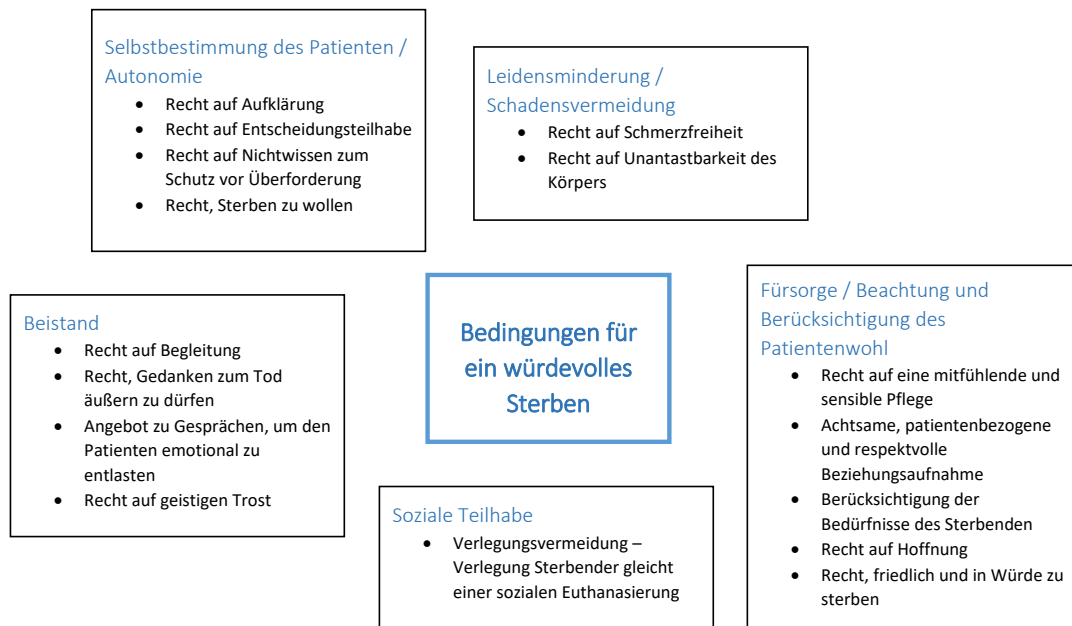 Selbstbestimmung des Patienten /
Autonomie
• Recht auf Aufklärung
• Recht auf Entscheidungsteilhabe
• Recht auf Nichtwissen zum
Schutz vor Überforderung
• Recht, Sterben zu wollen
Leidensminderung /
Schadensvermeidung
• Recht auf Schmerzfreiheit
• Recht auf Unantastbarkeit des
Körpers
Beistand
• Recht auf Begleitung
• Recht, Gedanken zum Tod
äußern zu dürfen
• Angebot zu Gesprächen, um den
Patienten emotional zu
entlasten
• Recht auf geistigen Trost
Bedingungen für
ein würdevolles
Sterben
Fürsorge / Beachtung und
Berücksichtigung des
Patientenwohl
• Recht auf eine mitfühlende und
sensible Pflege
• Achtsame, patientenbezogene
und respektvolle
Beziehungsaufnahme
• Berücksichtigung der
Bedürfnisse des Sterbenden
• Recht auf Hoffnung
• Recht, friedlich und in Würde zu
sterben
Soziale Teilhabe
• Verlegungsvermeidung –
Verlegung Sterbender gleicht
einer sozialen Euthanasierung